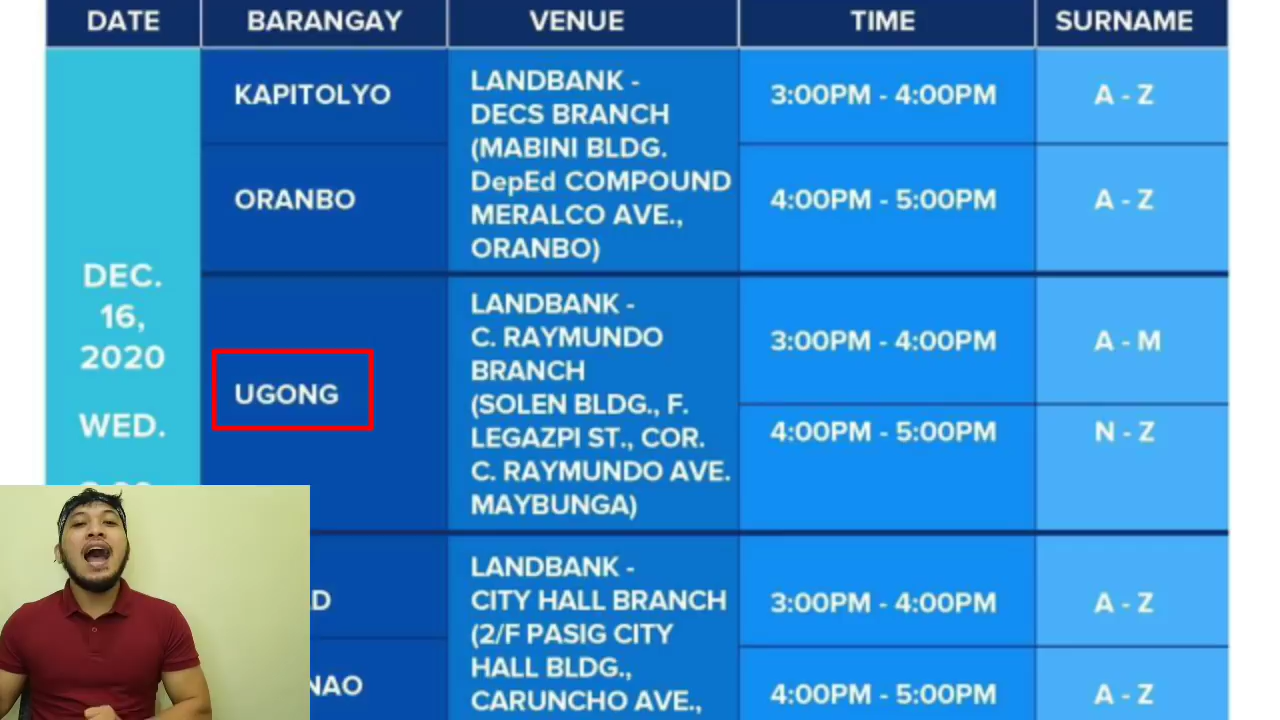 DATE
BARANGAY
VENUE
TIME
SURNAME
DEC.
16,
2020
WED.
KAPITOLYO
LANDBANK -
DECS BRANCH
(MABINI BLDG.
DepEd COMPOUND
MERALCO AVE.,
ORANBO)
3:00PM - 4:00PM
A - Z
ORANBO
4:00PM - 5:00PM
A - Z
UGONG
LANDBANK -
C. RAYMUNDO
BRANCH
(SOLEN BLDG., F.
LEGAZPI ST., COR.
C. RAYMUNDO AVE.
MAYBUNGA)
3:00PM - 4:00PM
A - M
4:00PM - 5:00PM
N - Z
LANDBANK -
CITY HALL BRANCH
(2/F PASIG CITY
HALL BLDG.,
CARUNCHO AVE.,
3:00PM - 4:00PM
A - Z
4:00PM - 5:00PM
A - Z